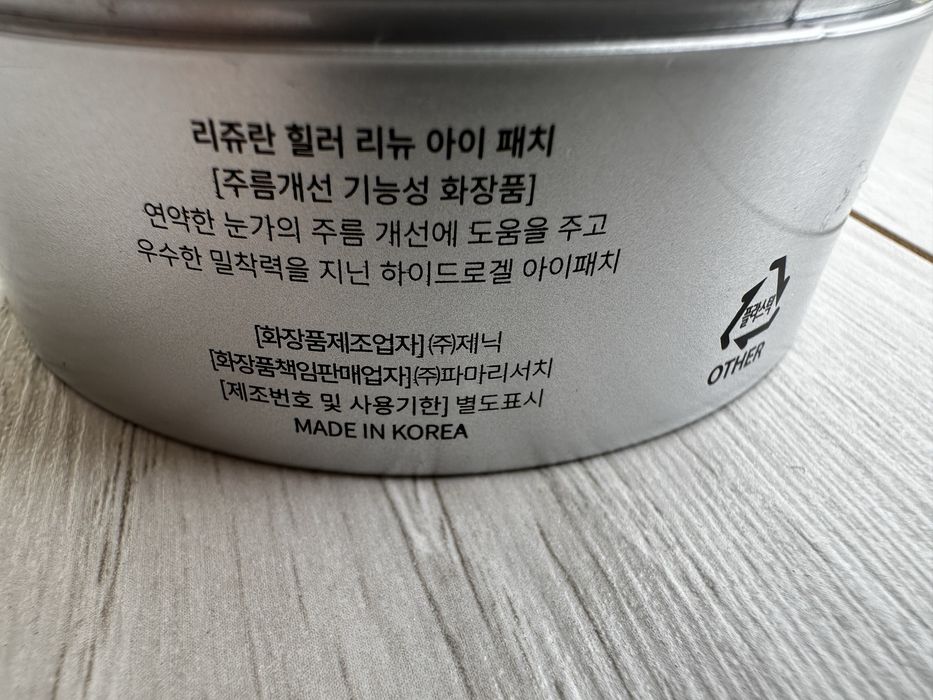 리쥬란 힐러 리뉴 아이 패치
[주름개선 기능성 화장품]
연약한 눈가의 주름 개선에 도움을 주고
우수한 밀착력을 지닌 하이드로겔 아이패치
[화장품제조업자] ㈜제닉
[화장품책임판매업자]㈜파마리서치
[제조번호 및 사용기한] 별도표시
MADE IN KOREA
플라스틱
OTHER